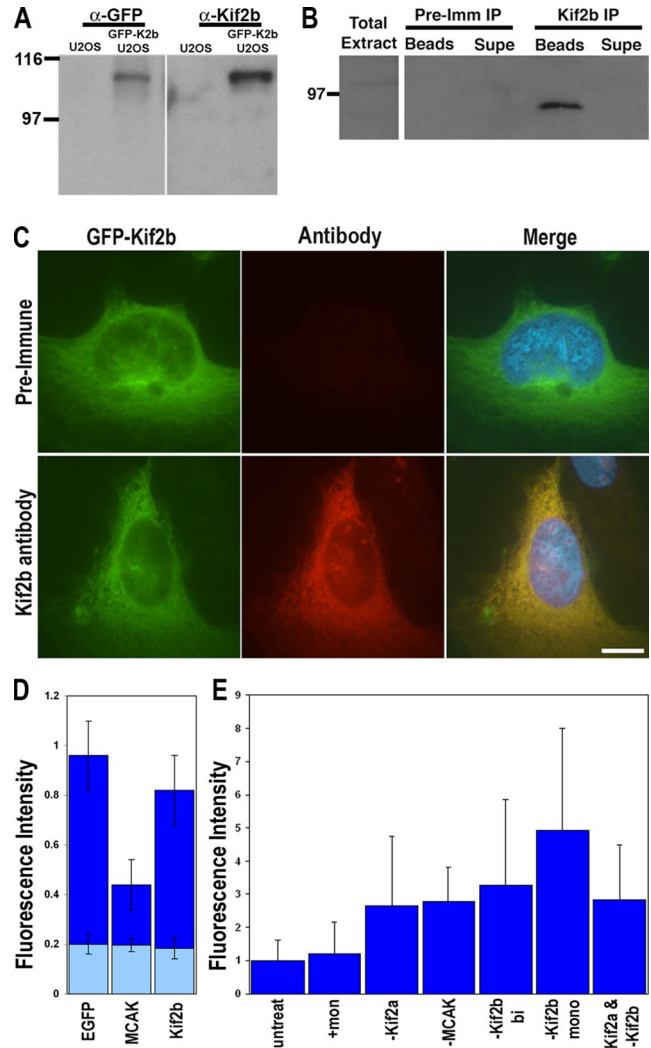 A
α-GFP
α-Kif2b
U2OS
GFP-K2b
U2OS
U2OS
GFP-K2b
U2OS
116
97
B
Total
Extract
Pre-Imm IP
Kif2b IP
Beads
Supe
Beads
Supe
97
C
GFP-Kif2b
Antibody
Merge
Pre-Immune
Kif2b antibody
D
Fluorescence Intensity
1.2
1
0.8
0.6
0.4
0.2
0
EGFP
MCAK
Kif2b
E
Fluorescence Intensity
9
8
7
6
5
4
3
2
1
0
untreat
+mon
-Kif2a
-MCAK
-Kif2b
bi
-Kif2b
mono
Kif2a &
-Kif2b